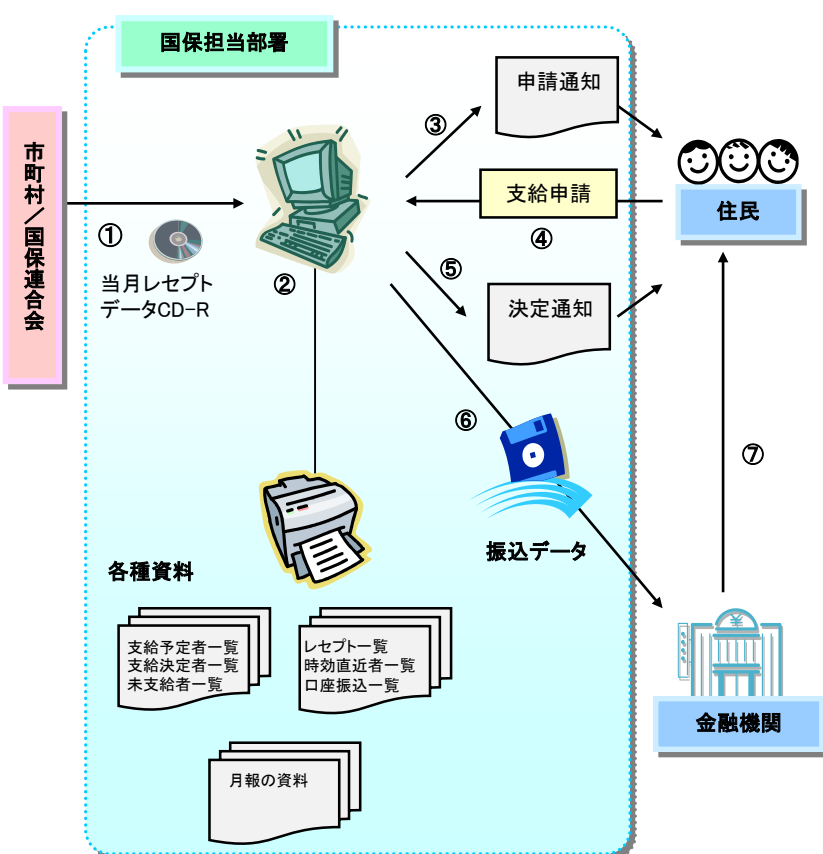 国保担当部署
市町村／国保連合会
①
当月レセプト
データCD-R
②
③
申請通知
支給申請
④
住民
⑤
決定通知
⑥
振込データ
⑦
各種資料
支給予定者一覧
支給決定者一覧
未支給者一覧
レセプト一覧
時効直近者一覧
口座振込一覧
月報の資料
金融機関